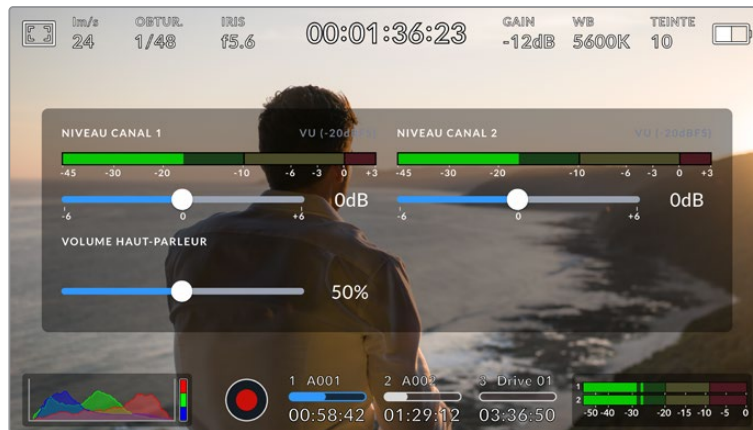 Im/s OBTUR. IRIS 00:01:36:23 GAIN WB TEINTE
24 1/48 f5.6 -12dB 5600K 10
NIVEAU CANAL 1 VU (-20dBFS) NIVEAU CANAL 2 VU (-20dBFS)
-45 -30 -20 -10 -6 -3 0 +3 -45 -30 -20 -10 -6 -3 0 +3
0dB 0dB
-6 0 +6 -6 0 +6
VOLUME HAUT-PARLEUR
50%
1 A001 2 A002 3 Drive 01
00:58:42 01:29:12 03:36:50
1
2
-50 -40 -30 -20 -15 -10 -5 0